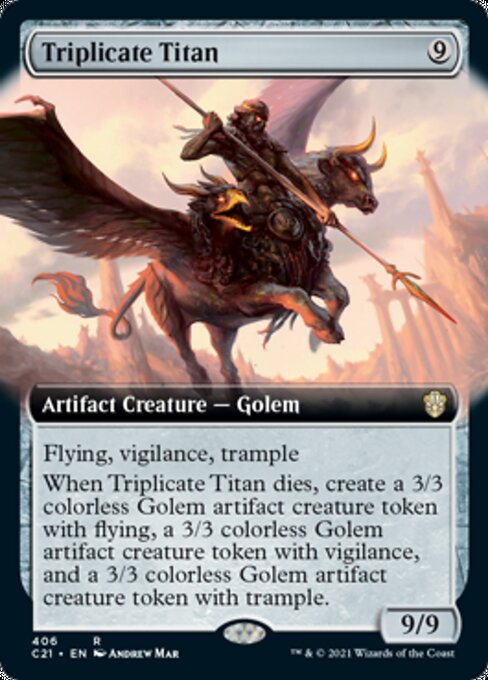 Triplicate Titan 9
Artifact Creature — Golem
Flying, vigilance, trample
When Triplicate Titan dies, create a 3/3
colorless Golem artifact creature token
with flying, a 3/3 colorless Golem
artifact creature token with vigilance,
and a 3/3 colorless Golem artifact
creature token with trample.
9/9
406 R
C21 • EN Andrew Mar
™ & © 2021 Wizards of the Coast